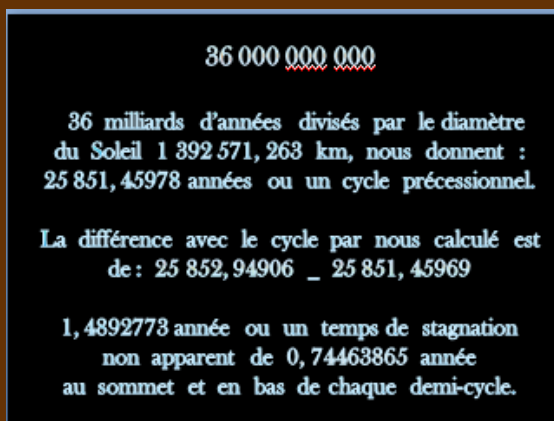 36 000 000 000
36 milliards d'années divisés par le diamètre
du Soleil 1 392 571, 263 km, nous donnent :
25 851, 45978 années ou un cycle précessionnel.
La différence avec le cycle par nous calculé est
de : 25 852, 94906 _ 25 851, 45969
1, 4892773 année ou un temps de stagnation
non apparent de 0, 74463865 année
au sommet et en bas de chaque demi-cycle.